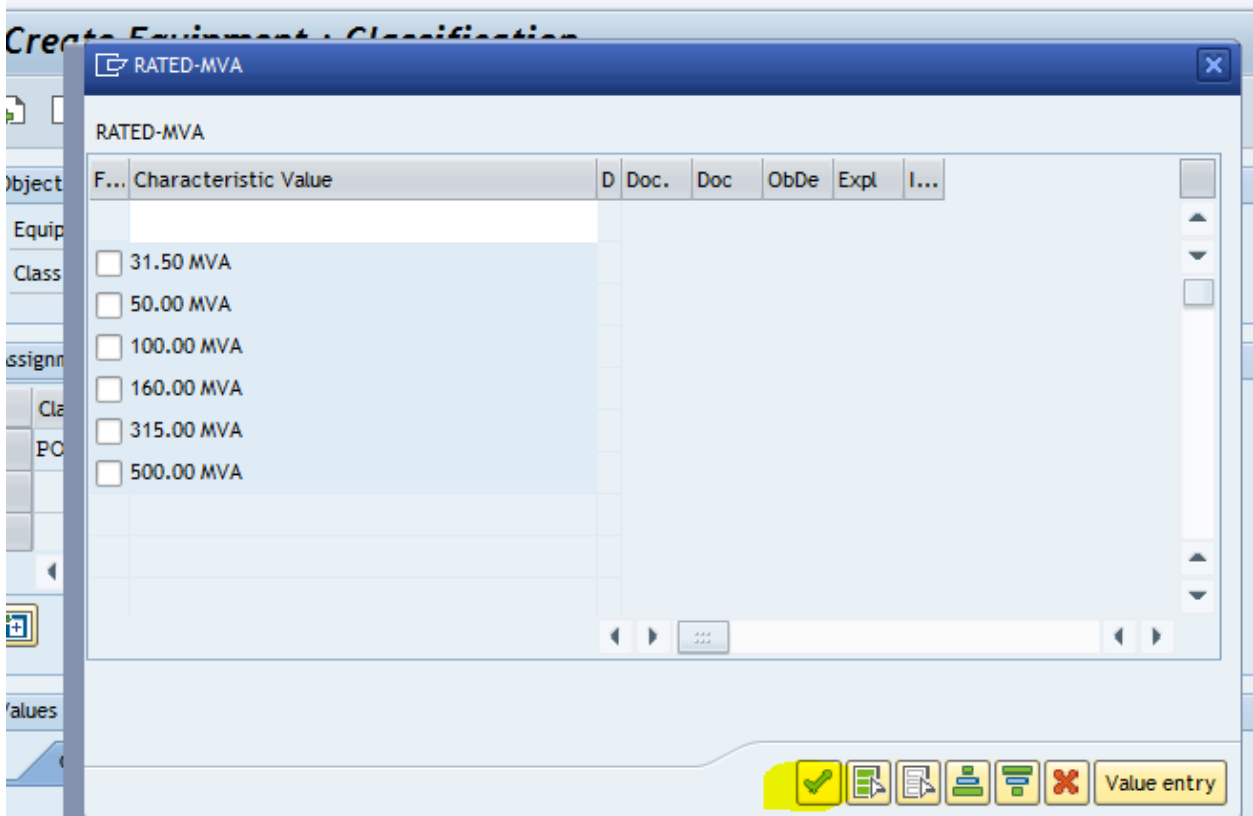 Create Equipment : Classification
RATED-MVA
RATED-MVA
Object
F... Characteristic Value D Doc. Doc ObDe Expl I...
Equip
Class
31.50 MVA
50.00 MVA
100.00 MVA
160.00 MVA
315.00 MVA
500.00 MVA
Assignm
Cla
PO
Values
Value entry